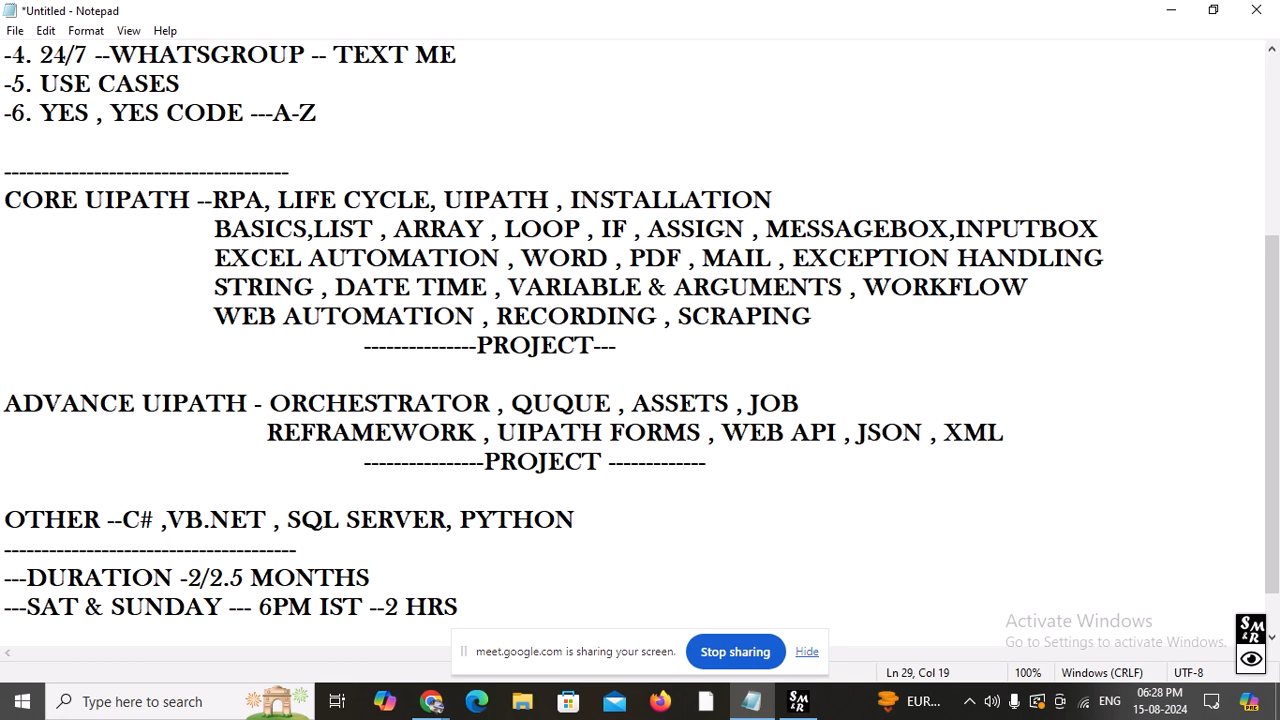 *Untitled - Notepad
File Edit Format View Help
-4. 24/7 --WHATSGROUP -- TEXT ME
-5. USE CASES
-6. YES , YES CODE ---A-Z
--------------------------------------
CORE UIPATH --RPA, LIFE CYCLE, UIPATH , INSTALLATION
BASICS,LIST , ARRAY , LOOP , IF , ASSIGN , MESSAGEBOX,INPUTBOX
EXCEL AUTOMATION , WORD , PDF , MAIL , EXCEPTION HANDLING
STRING , DATE TIME , VARIABLE & ARGUMENTS , WORKFLOW
WEB AUTOMATION , RECORDING , SCRAPING
---------------PROJECT---
ADVANCE UIPATH - ORCHESTRATOR , QUQUE , ASSETS , JOB
REFRAMEWORK , UIPATH FORMS , WEB API , JSON , XML
----------------PROJECT -------------
OTHER --C# ,VB.NET , SQL SERVER, PYTHON
---------------------------------------
---DURATION -2/2.5 MONTHS
---SAT & SUNDAY --- 6PM IST --2 HRS
Activate Windows
Go to Settings to activate Windows.
SM&R
meet.google.com is sharing your screen. Stop sharing Hide
Ln 29, Col 19 100% Windows (CRLF) UTF-8
Type here to search
SM&R
EUR...
ENG
06:28 PM
15-08-2024
PRE